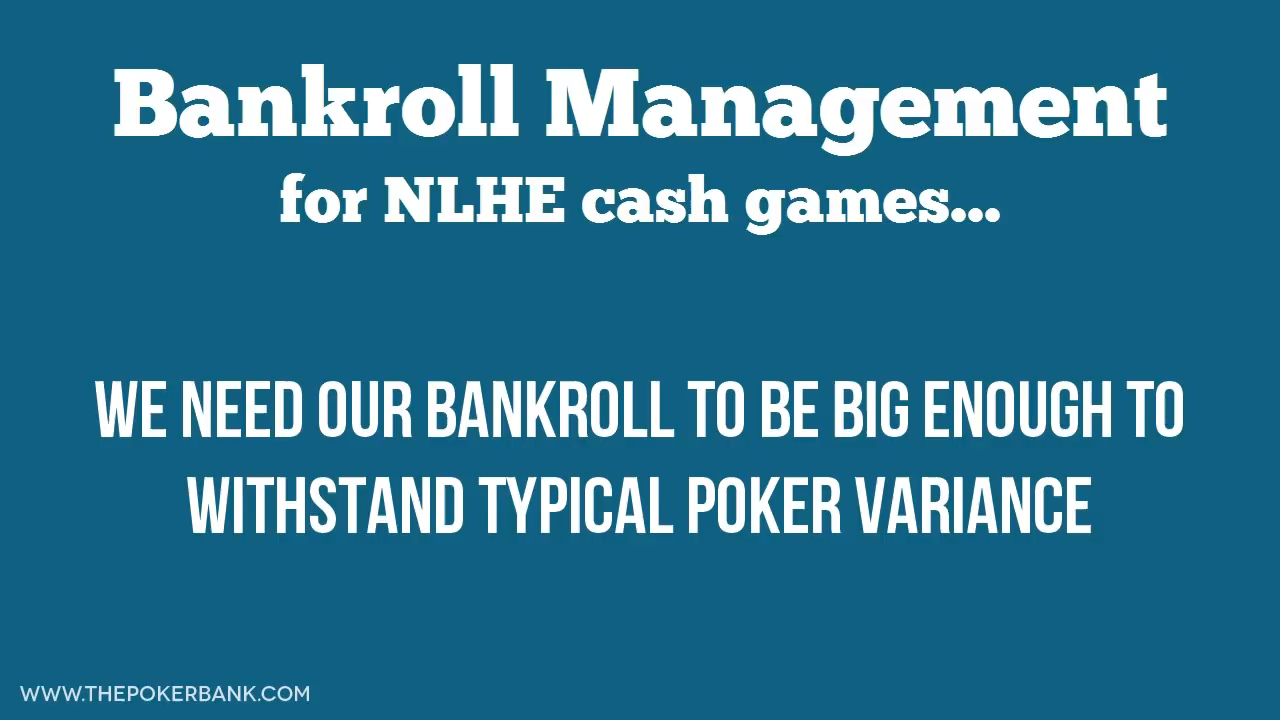 Bankroll Management
for NLHE cash games...
WE NEED OUR BANKROLL TO BE BIG ENOUGH TO
WITHSTAND TYPICAL POKER VARIANCE
WWW.THEPOKERBANK.COM